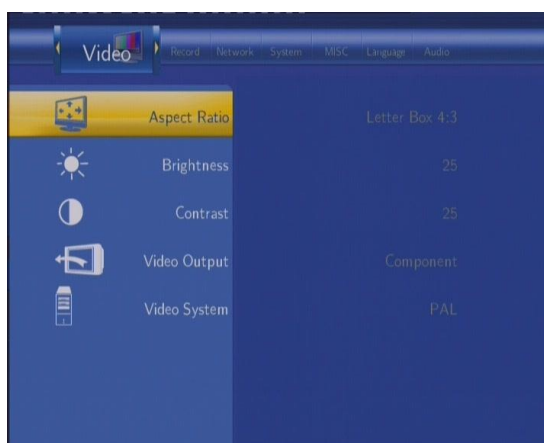 Video Record Network System MISC Language Audio
Aspect Ratio Letter Box 4:3
Brightness 25
Contrast 25
Video Output Component
Video System PAL